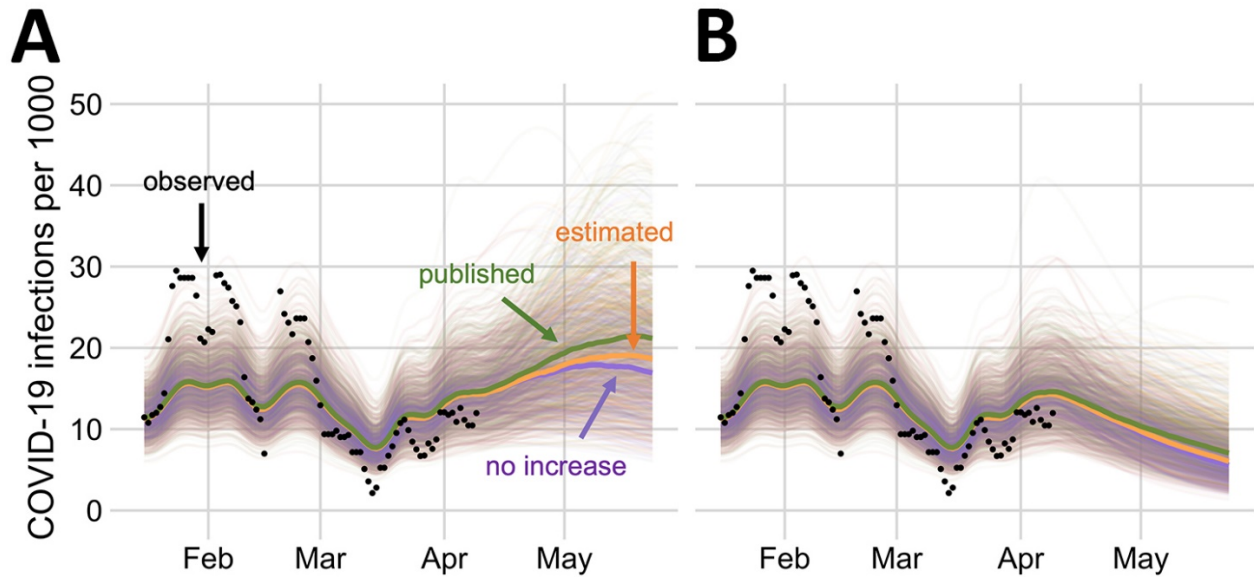 A
B
COVID-19 infections per 1000
50
40
30
20
10
0
observed
published
estimated
no increase
Feb Mar Apr May
Feb Mar Apr May